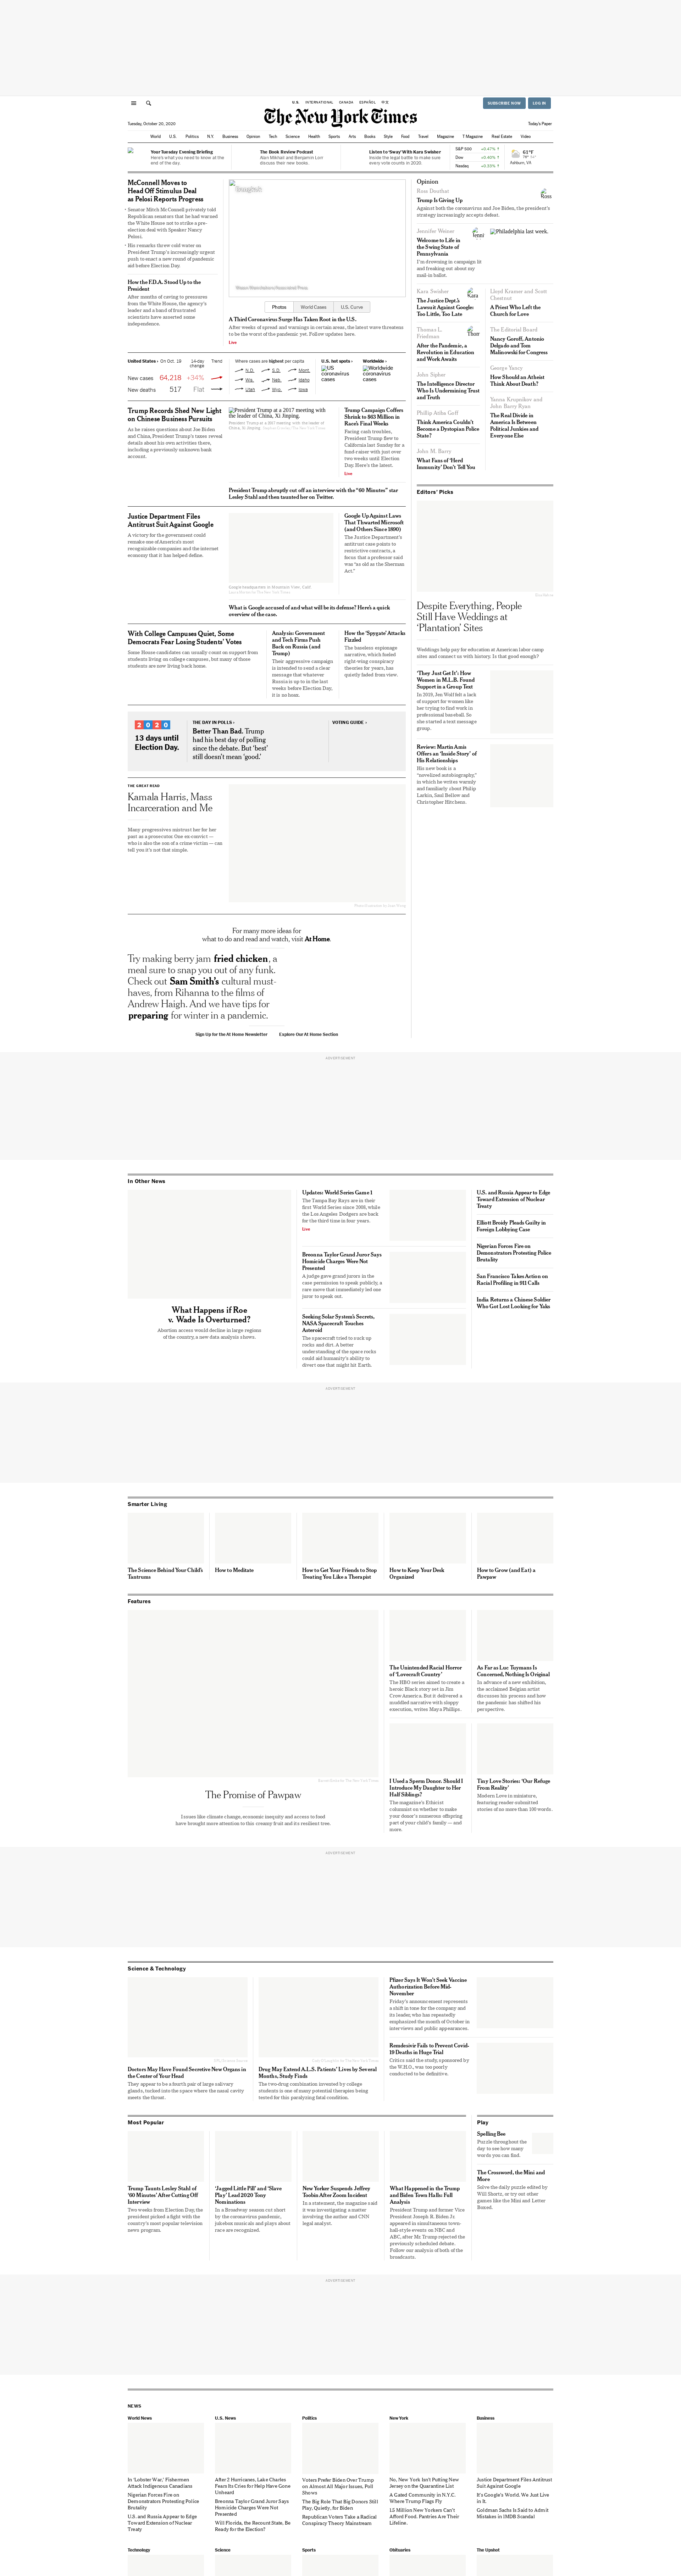 U.S.
INTERNATIONAL
CANADA
ESPAÑOL
中文
SUBSCRIBE NOW
LOG IN
The New York Times
Tuesday, October 20, 2020
Today's Paper
World
U.S.
Politics
N.Y.
Business
Opinion
Tech
Science
Health
Sports
Arts
Books
Style
Food
Travel
Magazine
T Magazine
Real Estate
Video
Your Tuesday Evening Briefing
Here's what you need to know at the
end of the day.
The Book Review Podcast
Alan Mikhail and Benjamin Lorr
discuss their new books.
Listen to 'Sway' With Kara Swisher
Inside the legal battle to make sure
every vote counts in 2020.
S&P 500 +0.47% ↑
Dow +0.40% ↑
Nasdaq +0.33% ↑
61°F
Ashburn, VA
McConnell Moves to
Head Off Stimulus Deal
as Pelosi Reports Progress
Senator Mitch McConnell privately told
Republican senators that he had warned
the White House not to strike a pre-
election deal with Speaker Nancy
Pelosi.
His remarks threw cold water on
President Trump's increasingly urgent
push to enact a new round of pandemic
aid before Election Day.
How the F.D.A. Stood Up to the
President
After months of caving to pressure
from the White House, the agency's
leader and a band of frustrated
scientists have asserted some
independence.
Photos
World Cases
U.S. Curve
A Third Coronavirus Surge Has Taken Root in the U.S.
After weeks of spread and warnings in certain areas, the latest wave threatens
to be the worst of the pandemic yet. Follow updates here.
Live
United States › On Oct. 19
14-day
change
Trend
New cases 64,218 +34%
New deaths 517 Flat
Where cases are highest per capita
N.D.
S.D.
Mont.
Wis.
Neb.
Idaho
Utah
Wyo.
Iowa
U.S. hot spots ›
US
coronavirus
cases
Worldwide ›
Worldwide
coronavirus
cases
Trump Records Shed New Light
on Chinese Business Pursuits
As he raises questions about Joe Biden
and China, President Trump's taxes reveal
details about his own activities there,
including a previously unknown bank
account.
President Trump at a 2017 meeting with
the leader of China, Xi Jinping.
President Trump at a 2017 meeting with the leader of
China, Xi Jinping.
Trump Campaign Coffers
Shrink to $63 Million in
Race's Final Weeks
Facing cash troubles,
President Trump flew to
California last Sunday for a
fund-raiser with just over
two weeks until Election
Day. Here's the latest.
Live
President Trump abruptly cut off an interview with the “60 Minutes” star
Lesley Stahl and then taunted her on Twitter.
Justice Department Files
Antitrust Suit Against Google
A victory for the government could
remake one of America's most
recognizable companies and the internet
economy that it has helped define.
Google headquarters in Mountain View, Calif.
Google Up Against Laws
That Thwarted Microsoft
(and Others Since 1890)
The Justice Department's
antitrust case points to
restrictive contracts, a
focus that a professor said
was “as old as the Sherman
Act.”
What is Google accused of and what will be its defense? Here's a quick
overview of the case.
With College Campuses Quiet, Some
Democrats Fear Losing Students' Votes
Some House candidates can usually count on support from
students living on college campuses, but many of those
students are now living back home.
Analysis: Government
and Tech Firms Push
Back on Russia (and
Trump)
Their aggressive campaign
is intended to send a clear
message that whatever
Russia is up to in the last
weeks before Election Day,
it is no hoax.
How the 'Spygate' Attacks
Fizzled
The baseless espionage
narrative, which fueled
right-wing conspiracy
theories for years, has
quietly faded from view.
2020
13 days until
Election Day.
THE DAY IN POLLS ›
Better Than Bad. Trump
had his best day of polling
since the debate. But 'best'
still doesn't mean 'good.'
VOTING GUIDE ›
THE GREAT READ
Kamala Harris, Mass
Incarceration and Me
Many progressives mistrust her for her
past as a prosecutor. One ex-convict —
who is also the son of a crime victim — can
tell you it's not that simple.
For many more ideas for
what to do and read and watch, visit At Home.
Try making berry jam fried chicken, a
meal sure to snap you out of any funk.
Check out Sam Smith's cultural must-
haves, from Rihanna to the films of
Andrew Haigh. And we have tips for
preparing for winter in a pandemic.
Sign Up for the At Home Newsletter
Explore Our At Home Section
Opinion
Ross Douthat
Trump Is Giving Up
Against both the coronavirus and Joe Biden, the president's
strategy increasingly accepts defeat.
Jennifer Weiner
Welcome to Life in
the Swing State of
Pennsylvania
I'm drowning in campaign lit
and freaking out about my
mail-in ballot.
Philadelphia last week.
Kara Swisher
The Justice Dept.'s
Lawsuit Against Google:
Too Little, Too Late
Thomas L.
Friedman
After the Pandemic, a
Revolution in Education
and Work Awaits
John Sipher
The Intelligence Director
Who Is Undermining Trust
and Truth
Phillip Atiba Goff
Think America Couldn't
Become a Dystopian Police
State?
John M. Barry
What Fans of 'Herd
Immunity' Don't Tell You
Lloyd Kramer and Scott
A Priest Who Left the
Church for Love
The Editorial Board
Nancy Goroff, Antonio
Delgado and Tom
Malinowski for Congress
George Yancy
How Should an Atheist
Think About Death?
Yanna Krupnikov and
John Barry Ryan
The Real Divide in
America Is Between
Political Junkies and
Everyone Else
Editors' Picks
Despite Everything, People
Still Have Weddings at
'Plantation' Sites
Weddings help pay for education at American labor camp
sites and connect us with history. Is that good enough?
'They Just Get It': How
Women in M.L.B. Found
Support in a Group Text
In 2019, Jen Wolf felt a lack
of support for women like
her trying to find work in
professional baseball. So
she started a text message
group.
Review: Martin Amis
Offers an 'Inside Story' of
His Relationships
His new book is a
“novelized autobiography,”
in which he writes warmly
and familiarly about Philip
Larkin, Saul Bellow and
Christopher Hitchens.
ADVERTISEMENT
In Other News
What Happens if Roe
v. Wade Is Overturned?
Abortion access would decline in large regions
of the country, a new data analysis shows.
Updates: World Series Game 1
The Tampa Bay Rays are in their
first World Series since 2008, while
the Los Angeles Dodgers are back
for the third time in four years.
Live
Breonna Taylor Grand Juror Says
Homicide Charges Were Not
Presented
A judge gave grand jurors in the
case permission to speak publicly, a
rare move that immediately led one
juror to speak out.
Seeking Solar System's Secrets,
NASA Spacecraft Touches
Asteroid
The spacecraft tried to suck up
rocks and dirt. A better
understanding of the space rocks
could aid humanity's ability to
divert one that might hit Earth.
U.S. and Russia Appear to Edge
Toward Extension of Nuclear
Treaty
Elliott Broidy Pleads Guilty in
Foreign Lobbying Case
Nigerian Forces Fire on
Demonstrators Protesting Police
Brutality
San Francisco Takes Action on
Racial Profiling in 911 Calls
India Returns a Chinese Soldier
Who Got Lost Looking for Yaks
ADVERTISEMENT
Smarter Living
The Science Behind Your Child's
Tantrums
How to Meditate
How to Get Your Friends to Stop
Treating You Like a Therapist
How to Keep Your Desk
Organized
How to Grow (and Eat) a
Pawpaw
Features
The Promise of Pawpaw
Issues like climate change, economic inequity and access to food
have brought more attention to this creamy fruit and its resilient trees.
The Unintended Racial Horror
of 'Lovecraft Country'
The HBO series aimed to create a
heroic Black story set in Jim
Crow America. But it delivered a
muddled narrative with sloppy
execution, writes Maya Phillips.
As Far as Luc Tuymans Is
Concerned, Nothing Is Original
In advance of a new exhibition,
the acclaimed Belgian artist
discusses his process and how
the pandemic has shifted his
perspective.
I Used a Sperm Donor. Should I
Introduce My Daughter to Her
Half Siblings?
The magazine's Ethicist
columnist on whether to make
your donor's numerous offspring
part of your child's family — and
more.
Tiny Love Stories: 'Our Refuge
From Reality'
Modern Love in miniature,
featuring reader-submitted
stories of no more than 100 words.
ADVERTISEMENT
Science & Technology
Doctors May Have Found Secretive New Organs in
the Center of Your Head
They appear to be a fourth pair of large salivary
glands, tucked into the space where the nasal cavity
meets the throat.
Drug May Extend A.L.S. Patients' Lives by Several
Months, Study Finds
The two-drug combination invented by college
students is one of many potential therapies being
tested for this paralyzing fatal condition.
Pfizer Says It Won't Seek Vaccine
Authorization Before Mid-
November
Friday's announcement represents
a shift in tone for the company and
its leader, who has repeatedly
emphasized the month of October in
interviews and public appearances.
Remdesivir Fails to Prevent Covid-
19 Deaths in Huge Trial
Critics said the study, sponsored by
the W.H.O., was too poorly
conducted to be definitive.
Most Popular
Trump Taunts Lesley Stahl of
'60 Minutes' After Cutting Off
Interview
Two weeks from Election Day, the
president picked a fight with the
country's most popular television
news program.
'Jagged Little Pill' and 'Slave
Play' Lead 2020 Tony
Nominations
In a Broadway season cut short
by the coronavirus pandemic,
jukebox musicals and plays about
race are recognized.
New Yorker Suspends Jeffrey
Toobin After Zoom Incident
In a statement, the magazine said
it was investigating a matter
involving the author and CNN
legal analyst.
What Happened in the Trump
and Biden Town Halls: Full
Analysis
President Trump and former Vice
President Joseph R. Biden Jr.
appeared in simultaneous town-
hall-style events on NBC and
ABC, after Mr. Trump rejected the
previously scheduled debate.
Follow our analysis of both of the
broadcasts.
Play
Spelling Bee
Puzzle throughout the
day to see how many
words you can find.
The Crossword, the Mini and
More
Solve the daily puzzle edited by
Will Shortz, or try out other
games like the Mini and Letter
Boxed.
ADVERTISEMENT
NEWS
World News
In 'Lobster War,' Fishermen
Attack Indigenous Canadians
Nigerian Forces Fire on
Demonstrators Protesting Police
Brutality
U.S. and Russia Appear to Edge
Toward Extension of Nuclear
Treaty
U.S. News
After 2 Hurricanes, Lake Charles
Fears Its Cries for Help Have Gone
Unheard
Breonna Taylor Grand Juror Says
Homicide Charges Were Not
Presented
Will Florida, the Recount State, Be
Ready for the Election?
Politics
Voters Prefer Biden Over Trump
on Almost All Major Issues, Poll
Shows
The Big Role That Big Donors Still
Play, Quietly, for Biden
Republican Voters Take a Radical
Conspiracy Theory Mainstream
New York
No, New York Isn't Putting New
Jersey on the Quarantine List
A Gated Community in N.Y.C.
Where Trump Flags Fly
1.5 Million New Yorkers Can't
Afford Food. Pantries Are Their
Lifeline.
Business
Justice Department Files Antitrust
Suit Against Google
It's Google's World. We Just Live
in It.
Goldman Sachs Is Said to Admit
Mistakes in 1MDB Scandal
Technology
Science
Sports
Obituaries
The Upshot